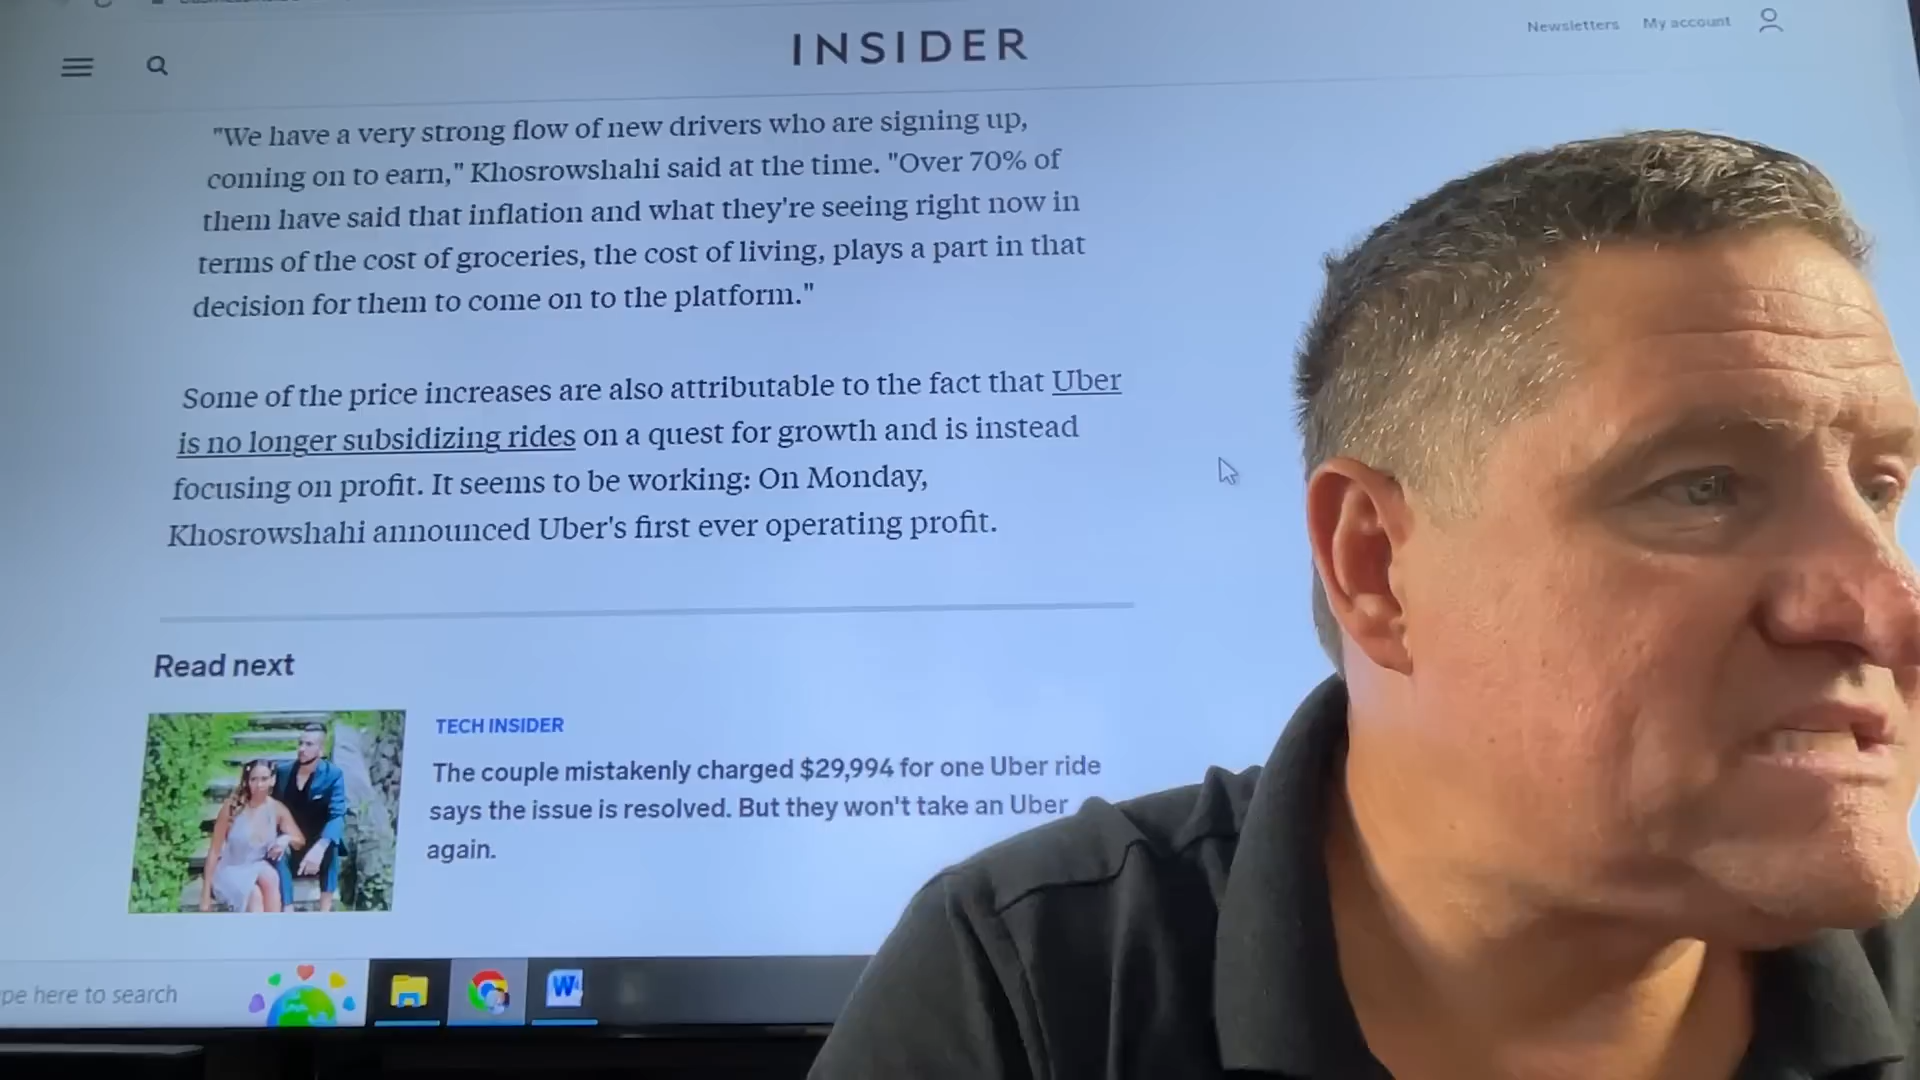 INSIDER
Newsletters
My account
"We have a very strong flow of new drivers who are signing up,
coming on to earn," Khosrowshahi said at the time. "Over 70% of
them have said that inflation and what they're seeing right now in
terms of the cost of groceries, the cost of living, plays a part in that
decision for them to come on to the platform."
Some of the price increases are also attributable to the fact that Uber
is no longer subsidizing rides on a quest for growth and is instead
focusing on profit. It seems to be working: On Monday,
Khosrowshahi announced Uber's first ever operating profit.
Read next
TECH INSIDER
The couple mistakenly charged $29,994 for one Uber ride
says the issue is resolved. But they won't take an Uber
again.
pe here to search
W